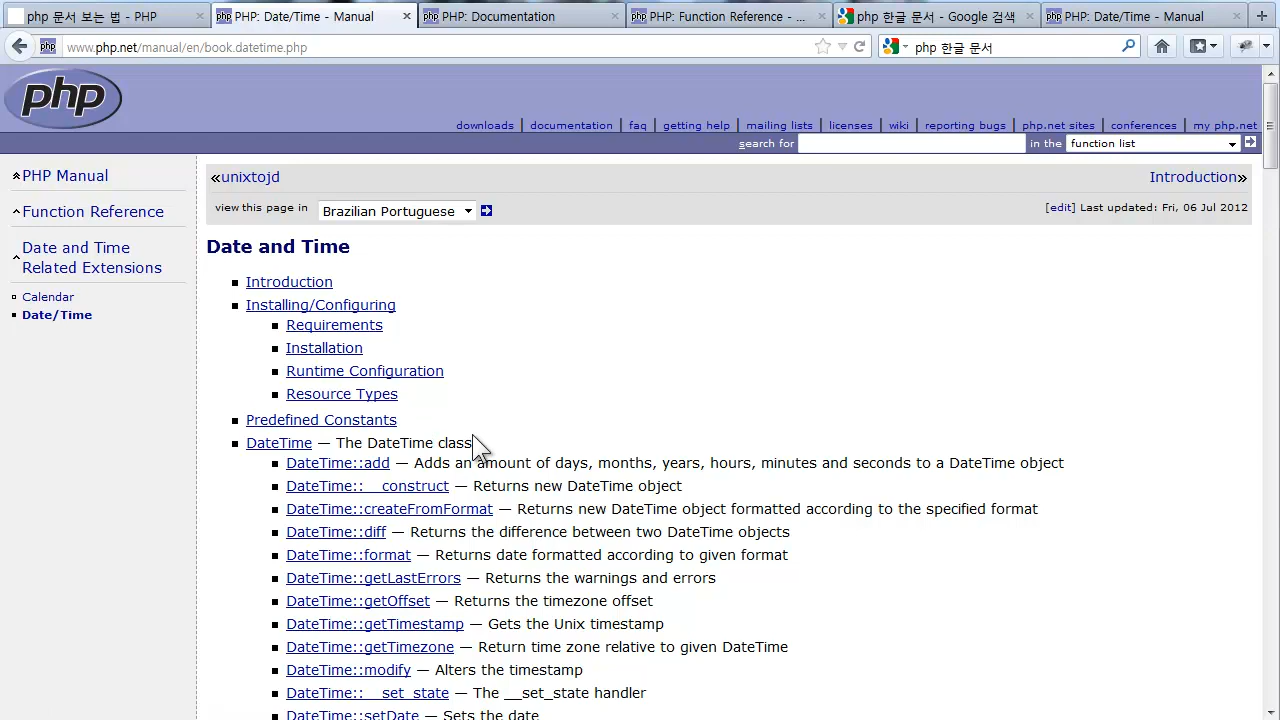 php 문서 보는 법 - PHP
PHP: Date/Time - Manual
PHP: Documentation
PHP: Function Reference - ...
php 한글 문서 - Google 검색
PHP: Date/Time - Manual
www.php.net/manual/en/book.datetime.php
php 한글 문서
php
downloads | documentation | faq | getting help | mailing lists | licenses | wiki | reporting bugs | php.net sites | conferences | my php.net
search for in the function list
PHP Manual
Function Reference
Date and Time
Related Extensions
Calendar
Date/Time
«unixtojd
Introduction»
view this page in Brazilian Portuguese
[edit] Last updated: Fri, 06 Jul 2012
Date and Time
Introduction
Installing/Configuring
Requirements
Installation
Runtime Configuration
Resource Types
Predefined Constants
DateTime — The DateTime class
DateTime::add — Adds an amount of days, months, years, hours, minutes and seconds to a DateTime object
DateTime::__construct — Returns new DateTime object
DateTime::createFromFormat — Returns new DateTime object formatted according to the specified format
DateTime::diff — Returns the difference between two DateTime objects
DateTime::format — Returns date formatted according to given format
DateTime::getLastErrors — Returns the warnings and errors
DateTime::getOffset — Returns the timezone offset
DateTime::getTimestamp — Gets the Unix timestamp
DateTime::getTimezone — Return time zone relative to given DateTime
DateTime::modify — Alters the timestamp
DateTime::__set_state — The __set_state handler
DateTime::setDate — Sets the date